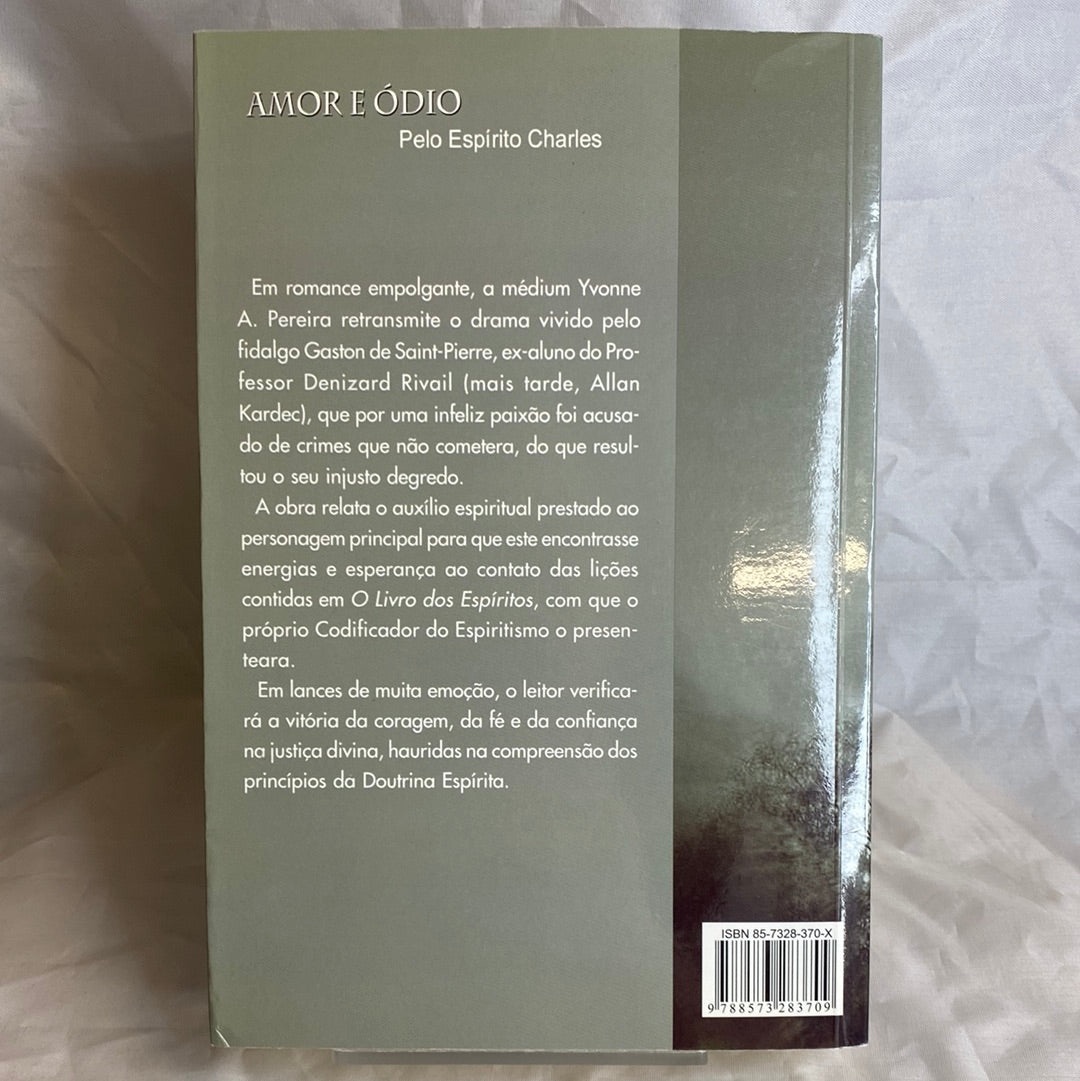 AMOR E ÓDIO
Pelo Espírito Charles
Em romance empolgante, a médium Yvonne
A. Pereira retransmite o drama vivido pelo
fidalgo Gaston de Saint-Pierre, ex-aluno do Pro-
fessor Denizard Rivail (mais tarde, Allan
Kardec), que por uma infeliz paixão foi acusa-
do de crimes que não cometera, do que resul-
tou o seu injusto degredo.
A obra relata o auxílio espiritual prestado ao
personagem principal para que este encontrasse
energias e esperança ao contato das lições
contidas em O Livro dos Espíritos, com que o
próprio Codificador do Espiritismo o presen-
teara.
Em lances de muita emoção, o leitor verifica-
rá a vitória da coragem, da fé e da confiança
na justiça divina, hauridas na compreensão dos
princípios da Doutrina Espírita.
ISBN 85-7328-370-X
9 788573 283709